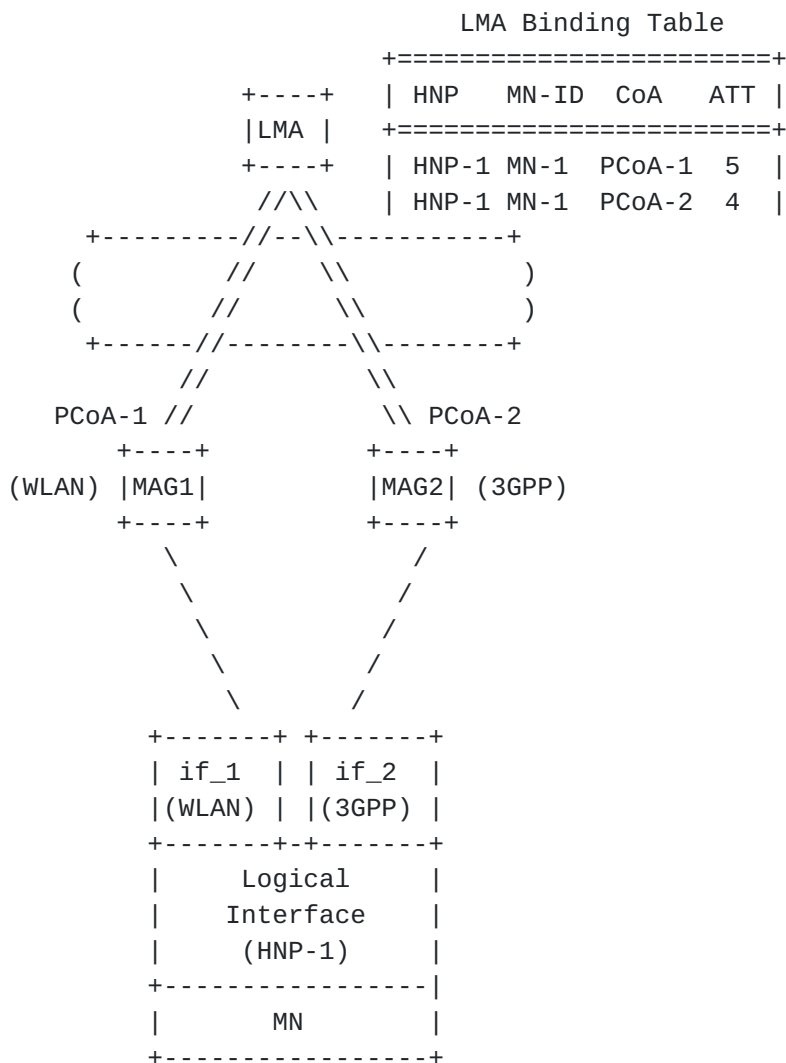 LMA Binding Table
+========================+
+----+ | HNP MN-ID CoA ATT |
|LMA | +========================+
+----+ | HNP-1 MN-1 PCoA-1 5 |
//\\ | HNP-1 MN-1 PCoA-2 4 |
+---------//--\\-----------+
( // \\ )
( // \\ )
+------//--------\\--------+
// \\
PCoA-1 // \\ PCoA-2
+----+ +----+
(WLAN) |MAG1| |MAG2| (3GPP)
+----+ +----+
\ /
\ /
\ /
\ /
\ /
+-------+ +-------+
| if_1 | | if_2 |
|(WLAN) | |(3GPP) |
+-------+-+-------+
| Logical |
| Interface |
| (HNP-1) |
+-----------------|
| MN |
+-----------------+